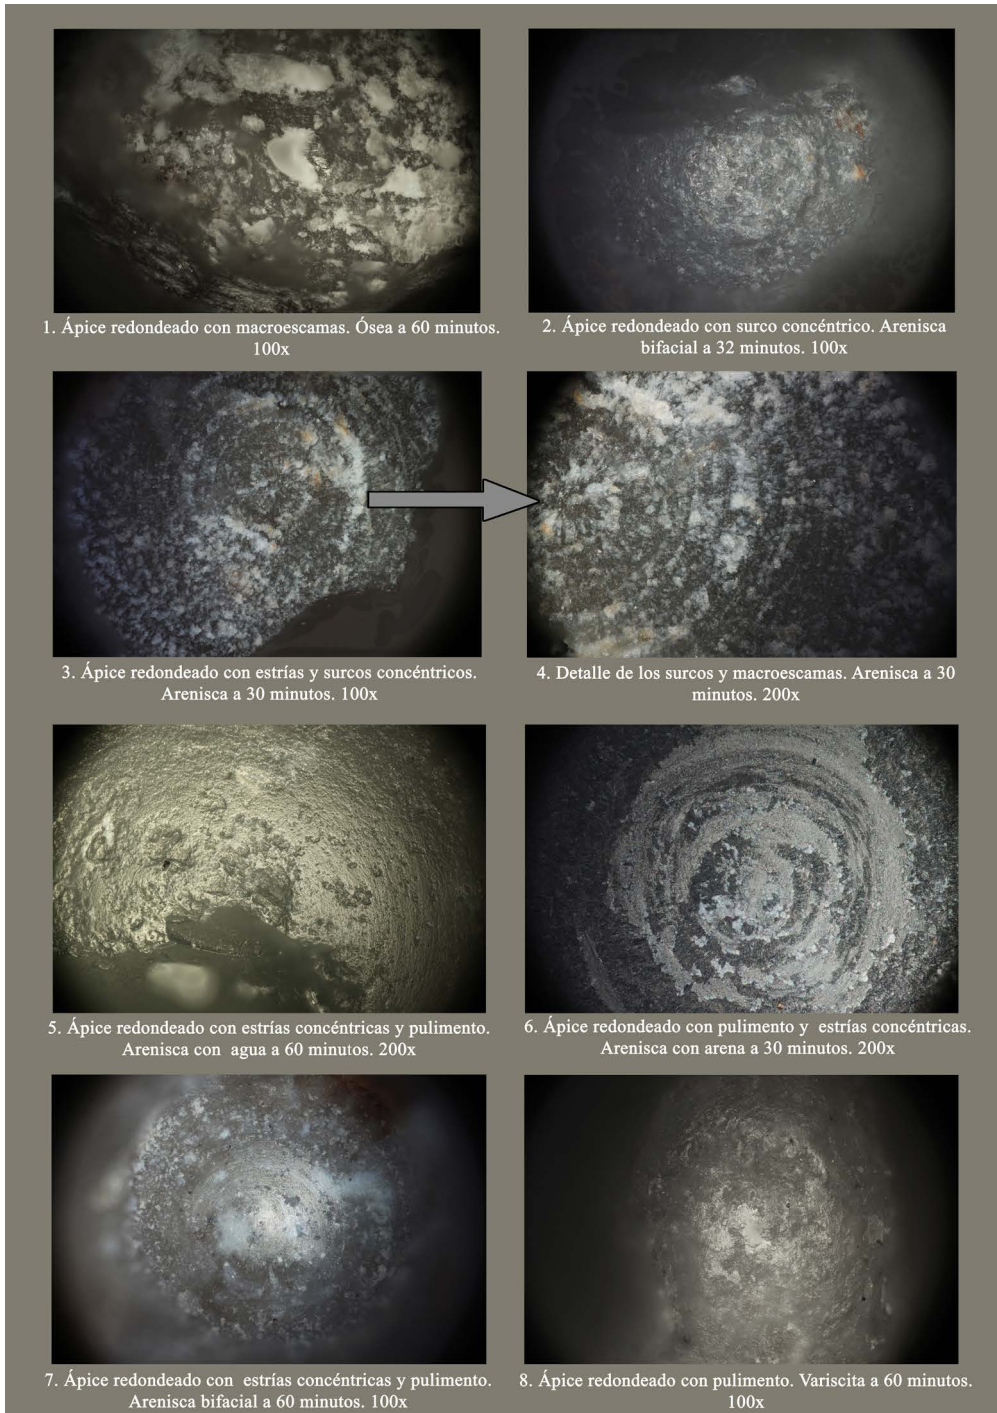 1. Ápice redondeado con macroescamas. Ósea a 60 minutos.
100x
2. Ápice redondeado con surco concéntrico. Arenisca
bifacial a 32 minutos. 100x
3. Ápice redondeado con estrías y surcos concéntricos.
Arenisca a 30 minutos. 100x
4. Detalle de los surcos y macroescamas. Arenisca a 30
minutos. 200x
5. Ápice redondeado con estrías concéntricas y pulimento.
Arenisca con agua a 60 minutos. 200x
6. Ápice redondeado con pulimento y estrías concéntricas.
Arenisca con arena a 30 minutos. 200x
7. Ápice redondeado con estrías concéntricas y pulimento.
Arenisca bifacial a 60 minutos. 100x
8. Ápice redondeado con pulimento. Variscita a 60 minutos.
100x